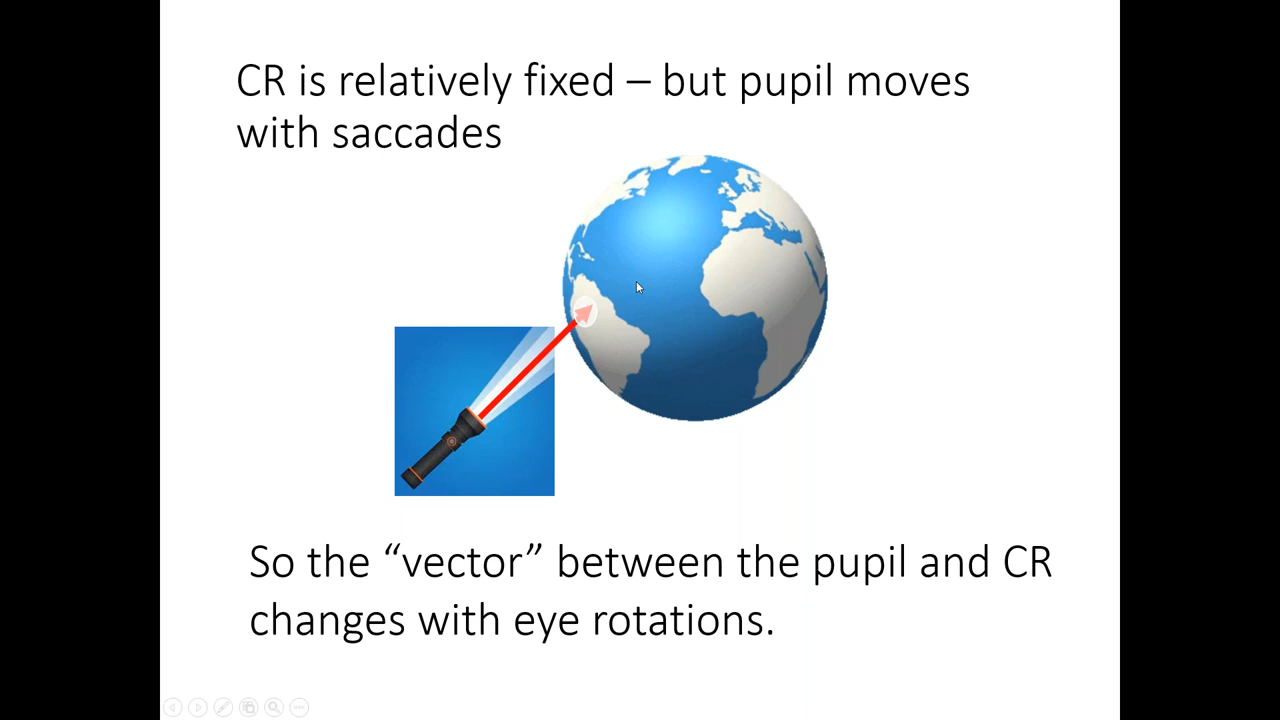 CR is relatively fixed – but pupil moves
with saccades
So the “vector” between the pupil and CR
changes with eye rotations.